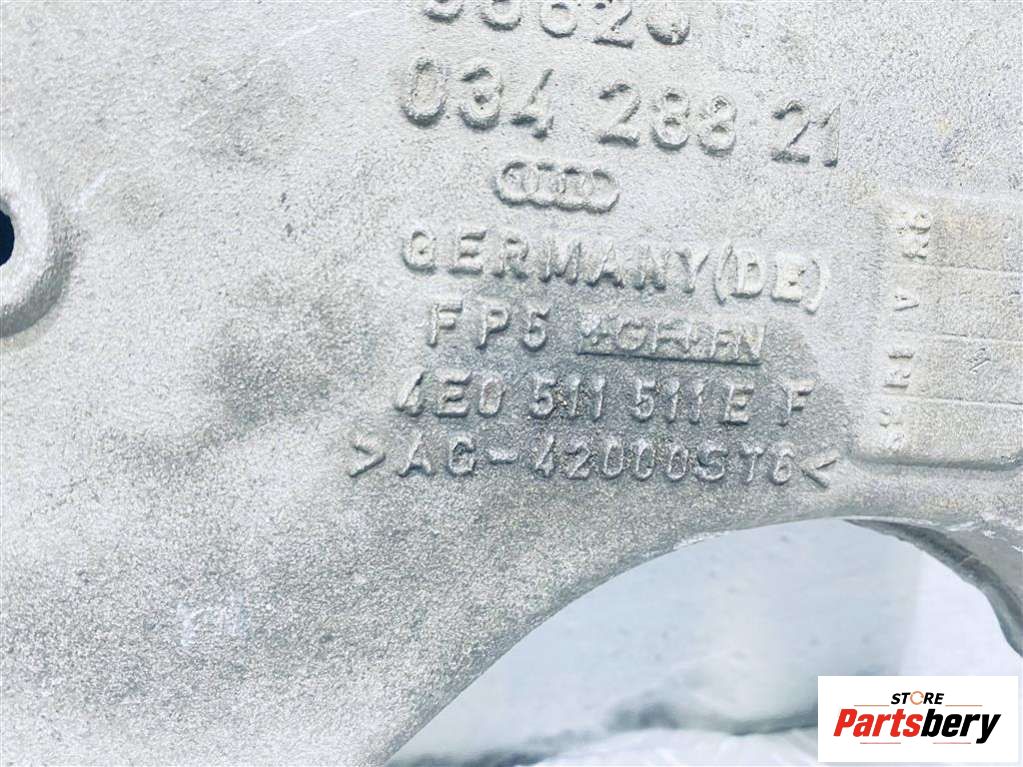 034 288 21
GERMANY (DE)
FP5
4E0 511 511 E F
>AG-42000ST6<
STORE
Partsbery